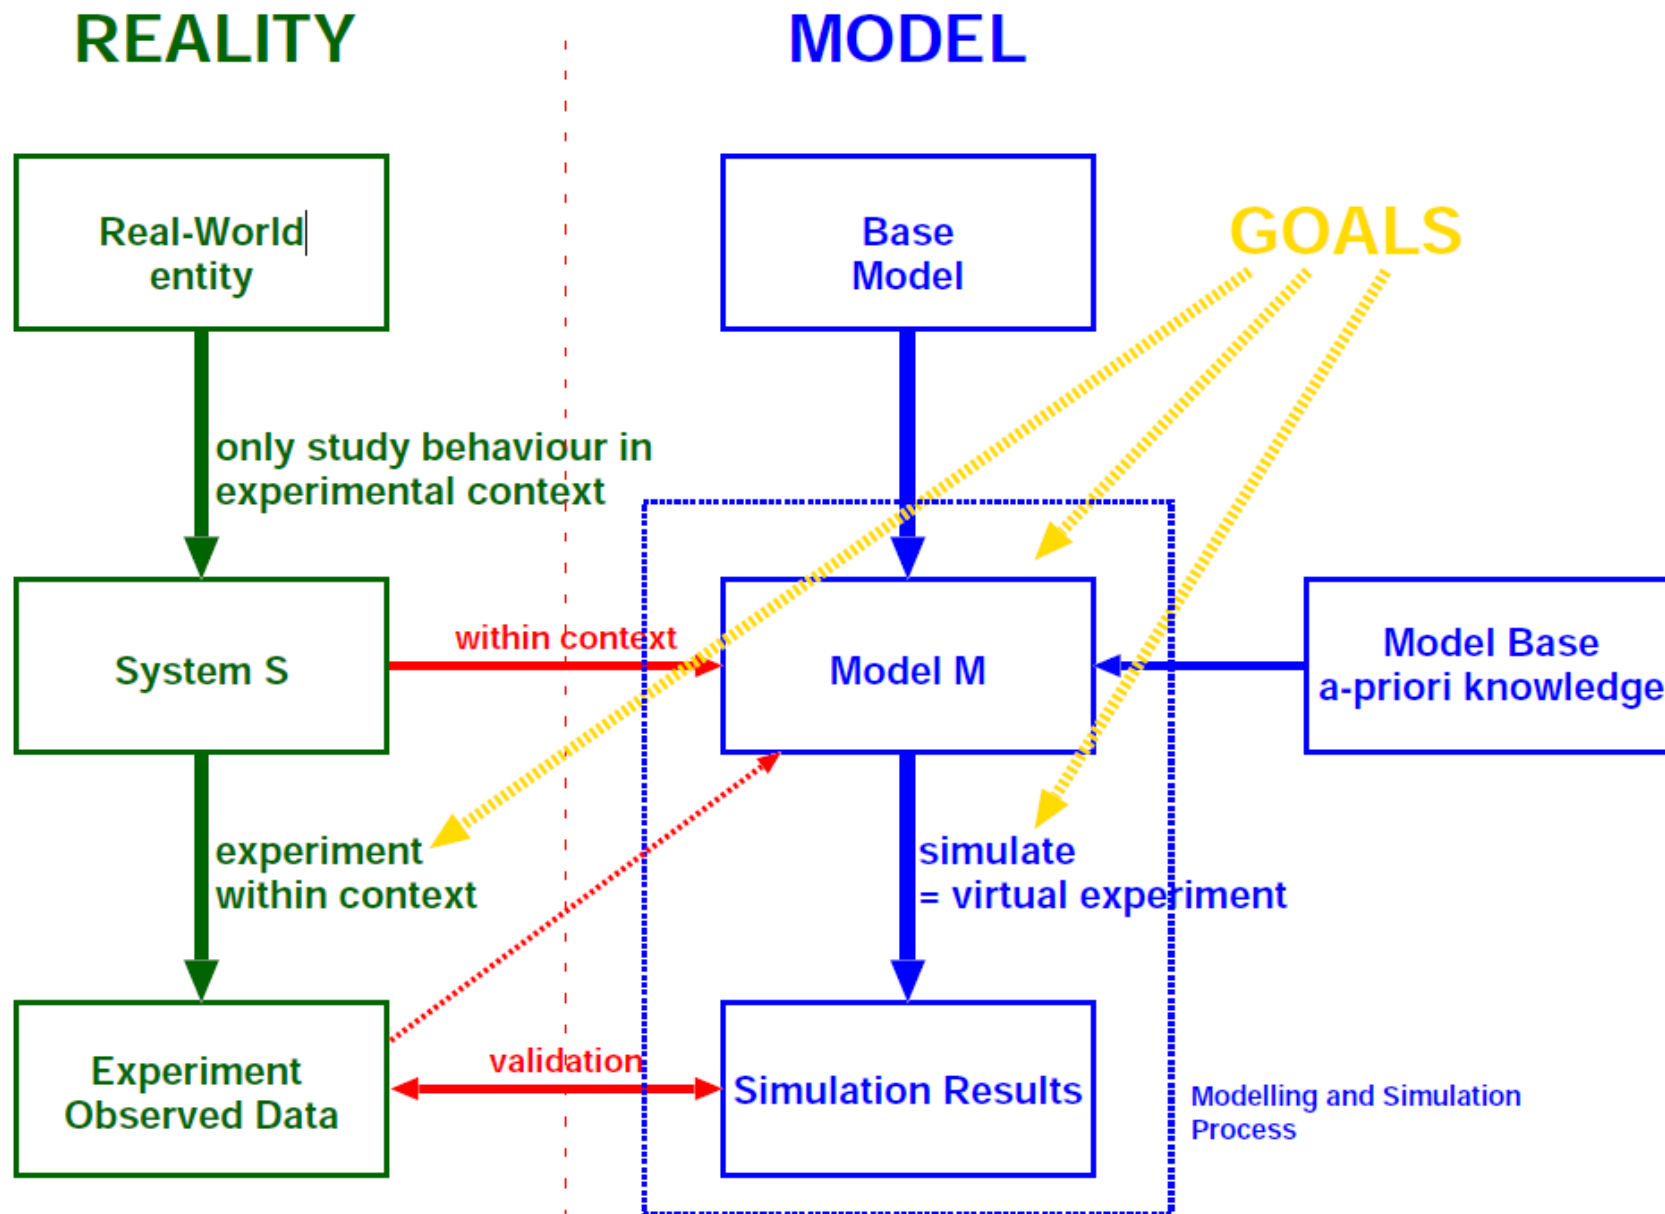 REALITY
MODEL
Real-World
entity
Base
Model
GOALS
only study behaviour in
experimental context
within context
System S
Model M
Model Base
a-priori knowledge
experiment
within context
simulate
= virtual experiment
validation
Experiment
Observed Data
Simulation Results
Modelling and Simulation
Process